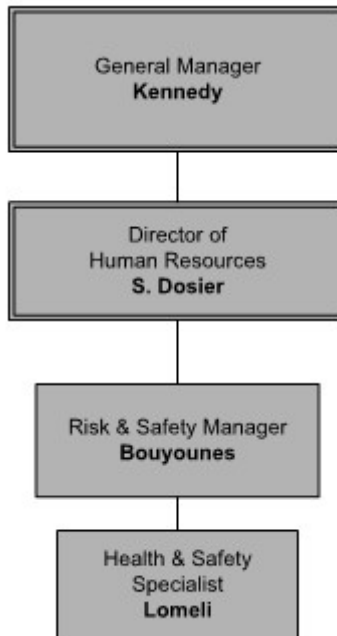 General Manager
Kennedy
Director of
Human Resources
S. Dosier
Risk & Safety Manager
Bouyounes
Health & Safety
Specialist
Lomeli